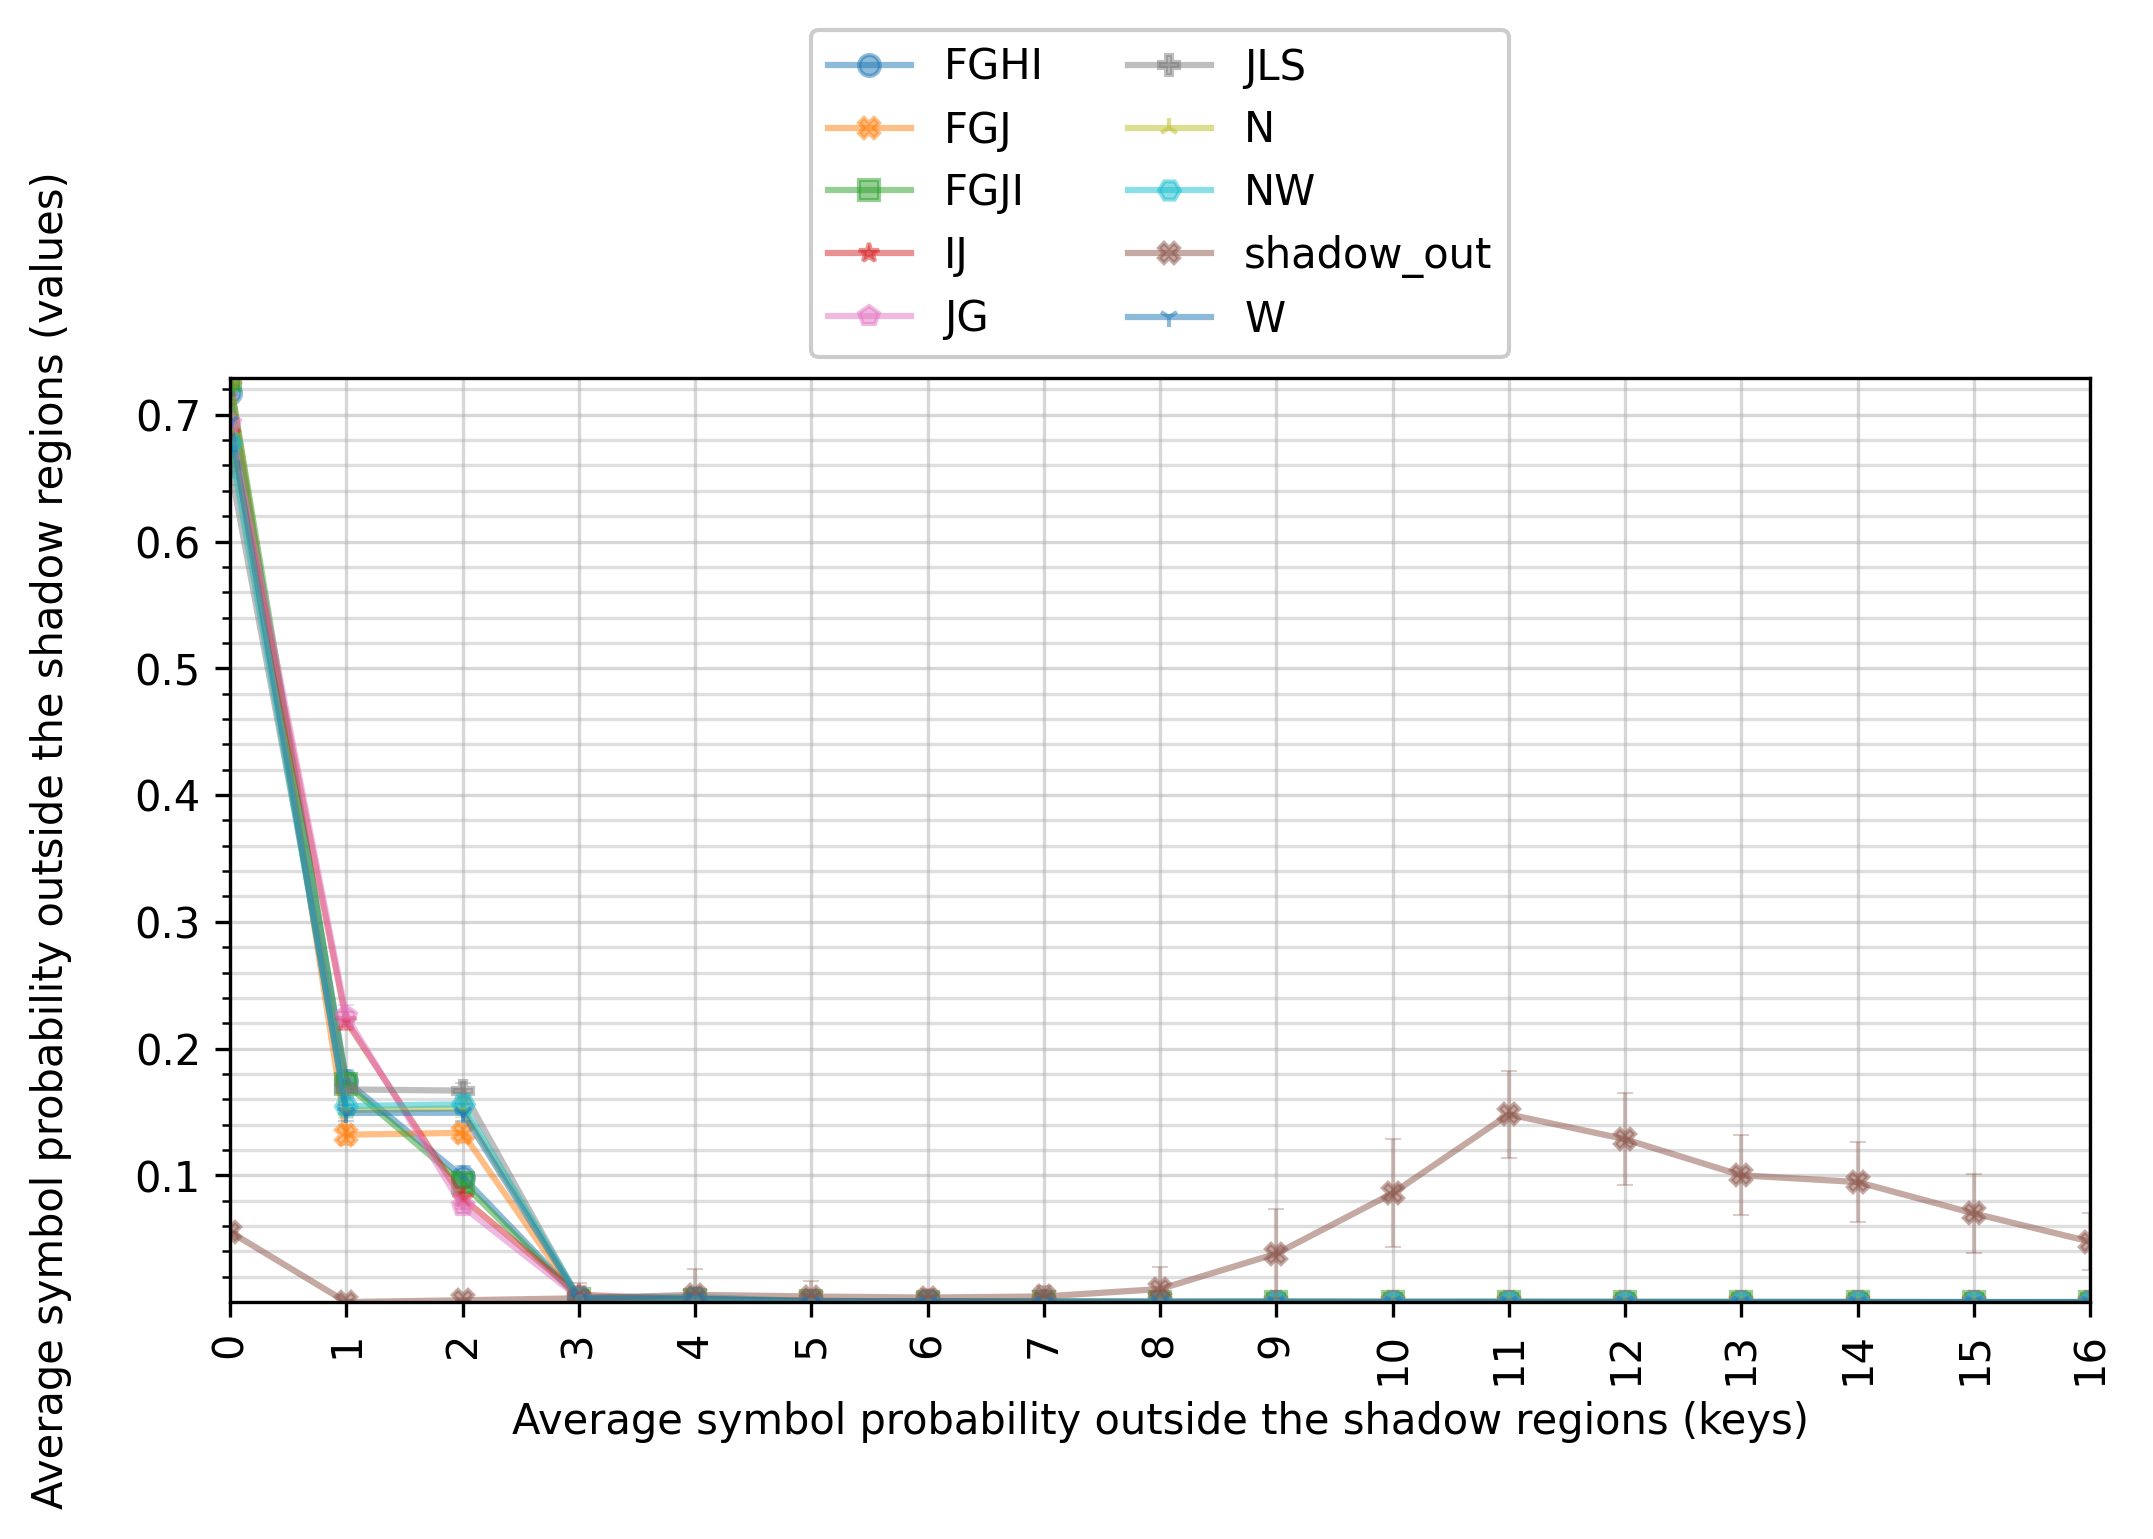 FGHI
FGJ
FGJI
IJ
JG
JLS
N
NW
shadow_out
W
Average symbol probability outside the shadow regions (values)
0.7
0.6
0.5
0.4
0.3
0.2
0.1
0
1
2
3
4
5
6
7
8
9
10
11
12
13
14
15
16
Average symbol probability outside the shadow regions (keys)